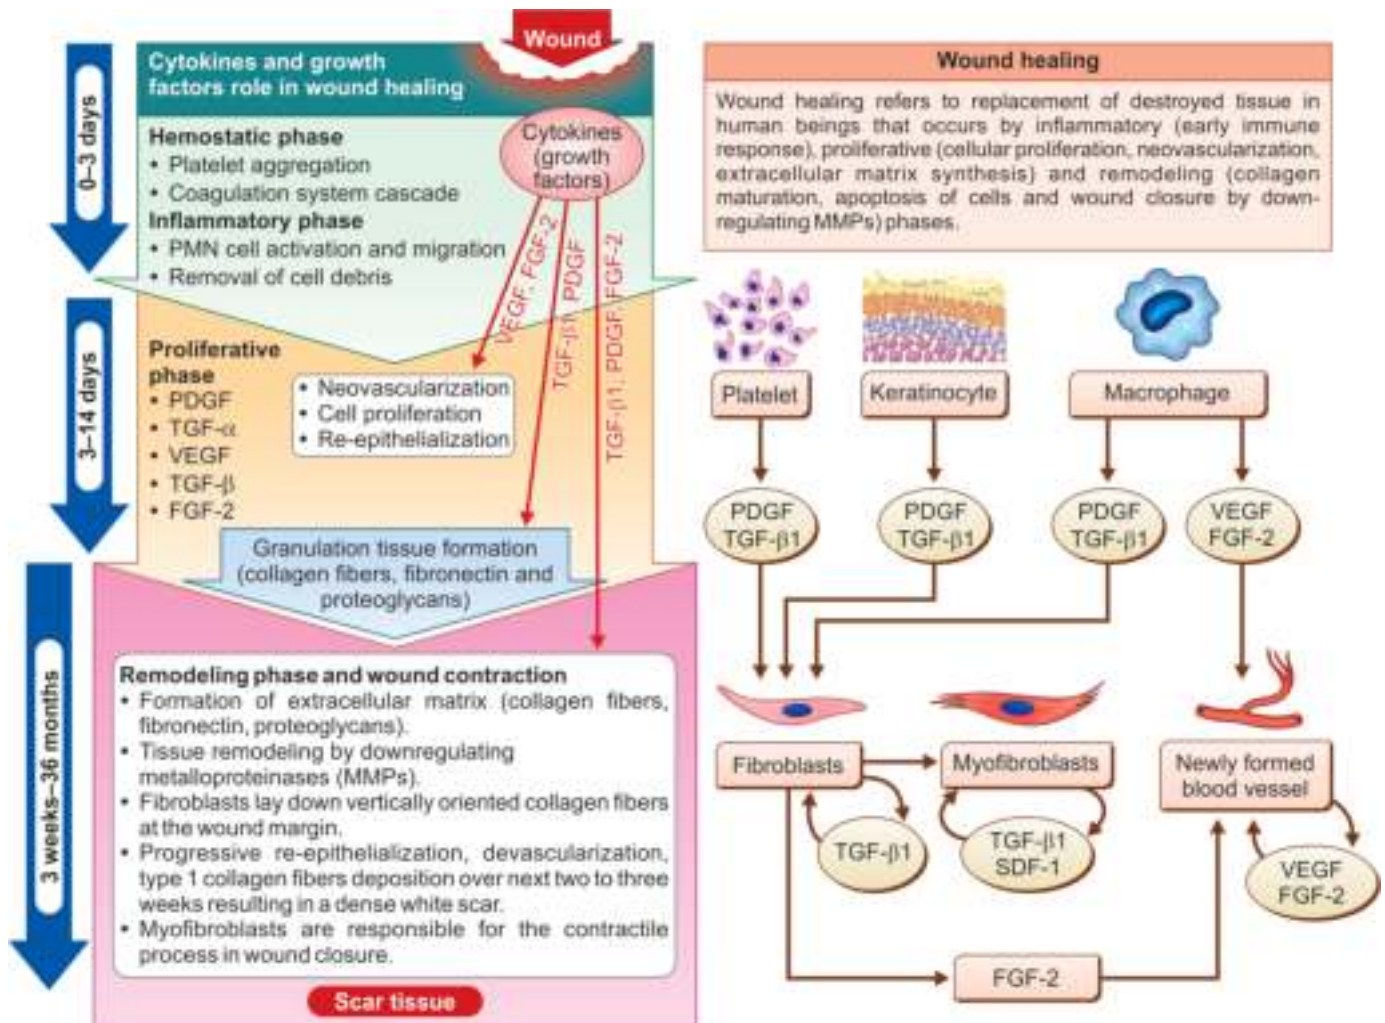 Wound
Cytokines and growth
factors role in wound healing
Cytokines
(growth
factors)
0–3 days
Hemostatic phase
• Platelet aggregation
• Coagulation system cascade
Inflammatory phase
• PMN cell activation and migration
• Removal of cell debris
VEGF, FGF-2
TGF-β1, PDGF
TGF-β1, PDGF, FGF-2
3–14 days
Proliferative
phase
• PDGF
• TGF-α
• VEGF
• TGF-β
• FGF-2
• Neovascularization
• Cell proliferation
• Re-epithelialization
Granulation tissue formation
(collagen fibers, fibronectin and
proteoglycans)
3 weeks–36 months
Remodeling phase and wound contraction
• Formation of extracellular matrix (collagen fibers,
fibronectin, proteoglycans).
• Tissue remodeling by downregulating
metalloproteinases (MMPs).
• Fibroblasts lay down vertically oriented collagen fibers
at the wound margin.
• Progressive re-epithelialization, devascularization,
type 1 collagen fibers deposition over next two to three
weeks resulting in a dense white scar.
• Myofibroblasts are responsible for the contractile
process in wound closure.
Scar tissue
Wound healing
Wound healing refers to replacement of destroyed tissue in
human beings that occurs by inflammatory (early immune
response), proliferative (cellular proliferation, neovascularization,
extracellular matrix synthesis) and remodeling (collagen
maturation, apoptosis of cells and wound closure by down-
regulating MMPs) phases.
Platelet
Keratinocyte
Macrophage
PDGF
TGF-β1
PDGF
TGF-β1
PDGF
TGF-β1
VEGF
FGF-2
Fibroblasts
Myofibroblasts
Newly formed
blood vessel
TGF-β1
TGF-β1
SDF-1
VEGF
FGF-2
FGF-2